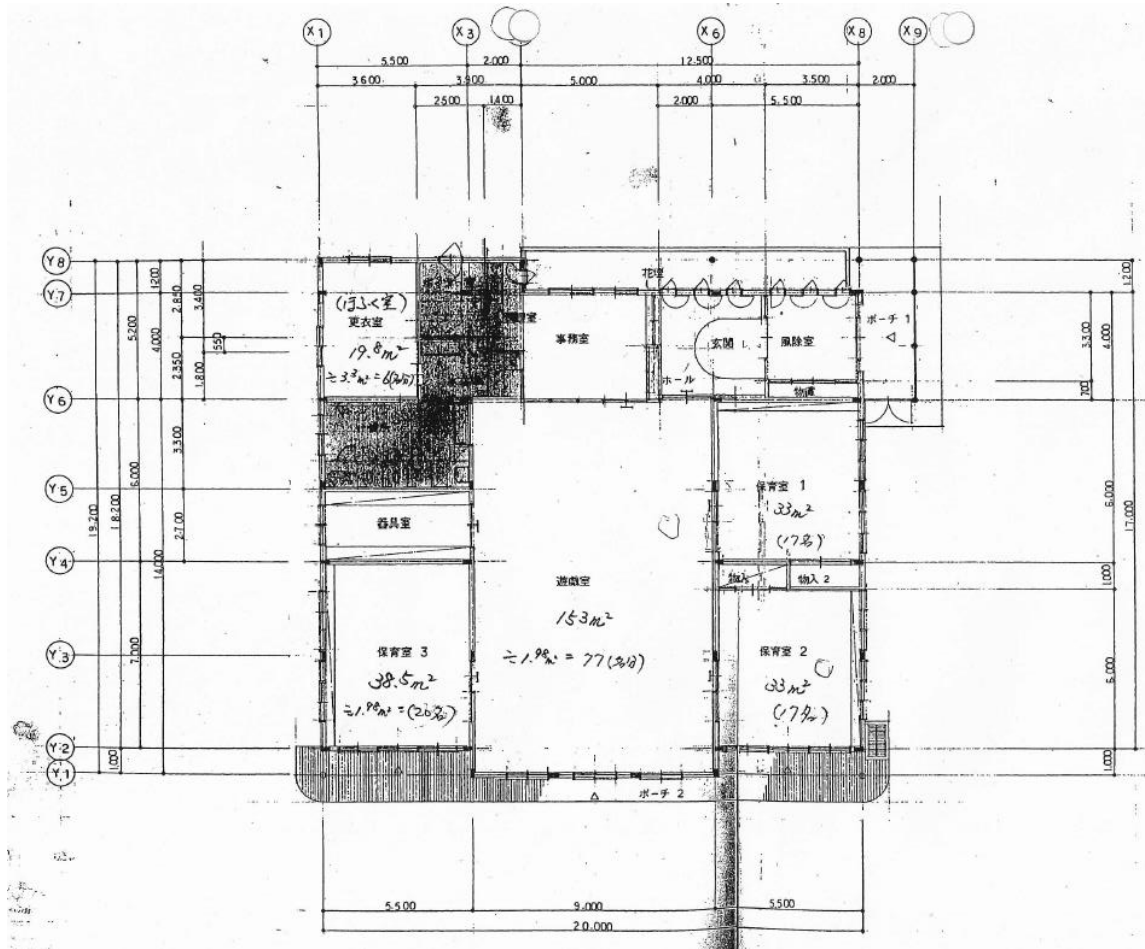 X1 X3 X6 X8 X9
5,500 2,000 12,500
3,600 3,900 5,000 4,000 3,500 2,000
2,500 1,400 2,000 5,500
Y8
Y7
Y6
Y5
Y4
Y3
Y2
Y1
19,200
18,200
14,000
5,200
4,000
1,200
2,850
3,400
550
2,350
1,800
6,000
3,300
2,700
7,000
1,000
花壇
(ほふく室)
更衣室
19.8m²
÷3.3m²=6(名分)
事務室
玄関
風除室
ポーチ 1
ホール
物置
器具室
保育室 1
33m²
(17名)
物入 2
遊戯室
153m²
÷1.98m²=77(名分)
保育室 3
38.5m²
÷1.98m²=(20名)
保育室 2
33m²
(17名)
ポーチ 2
1,200
3,300
4,000
700
6,000
17,000
1,000
6,000
1,000
5,500 9,000 5,500
20,000